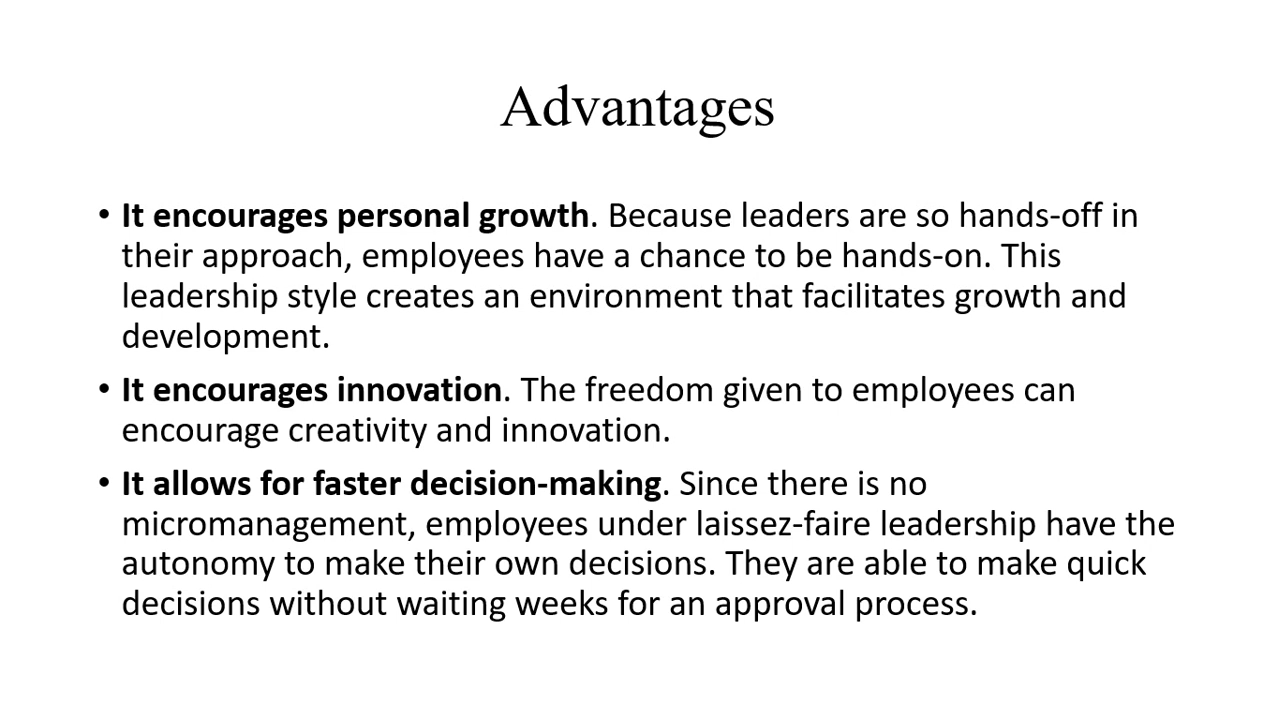 Advantages
• It encourages personal growth. Because leaders are so hands-off in
their approach, employees have a chance to be hands-on. This
leadership style creates an environment that facilitates growth and
development.
• It encourages innovation. The freedom given to employees can
encourage creativity and innovation.
• It allows for faster decision-making. Since there is no
micromanagement, employees under laissez-faire leadership have the
autonomy to make their own decisions. They are able to make quick
decisions without waiting weeks for an approval process.